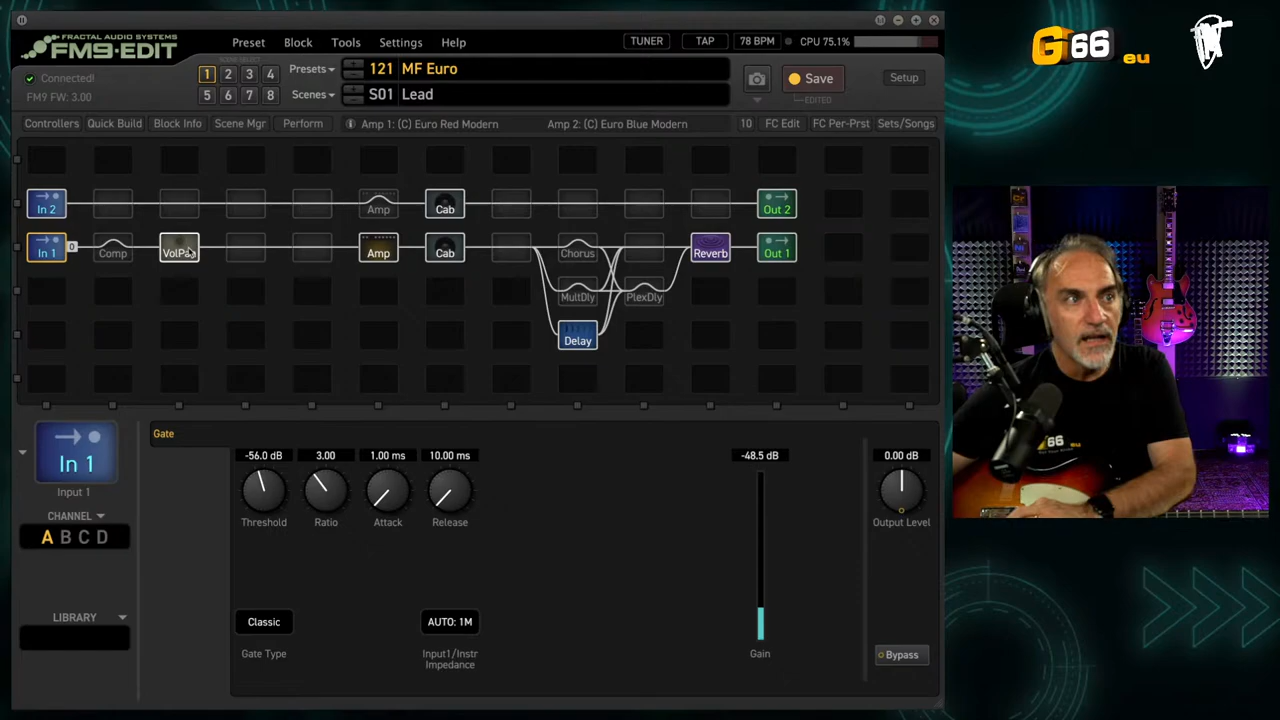 FRACTAL AUDIO SYSTEMS
FM9-EDIT
Preset Block Tools Settings Help
TUNER TAP 78 BPM CPU 75.1%
Connected!
FM9 FW: 3.00
SCENE SELECT
1 2 3 4
5 6 7 8
Presets 121 MF Euro
Scenes S01 Lead
Save
EDITED
Setup
Controllers Quick Build Block Info Scene Mgr Perform Amp 1: (C) Euro Red Modern Amp 2: (C) Euro Blue Modern 10 FC Edit FC Per-Prst Sets/Songs
In 2 Amp Cab Out 2
In 1 0 Comp VolPan Amp Cab Chorus Reverb Out 1
MultDly PlexDly
Delay
In 1
Input 1
CHANNEL
A B C D
LIBRARY
Gate
-56.0 dB 3.00 1.00 ms 10.00 ms -48.5 dB 0.00 dB
Threshold Ratio Attack Release Output Level
Classic AUTO: 1M
Gate Type Input1/Instr
Impedance
Gain
Bypass
G66
eu
G66
eu